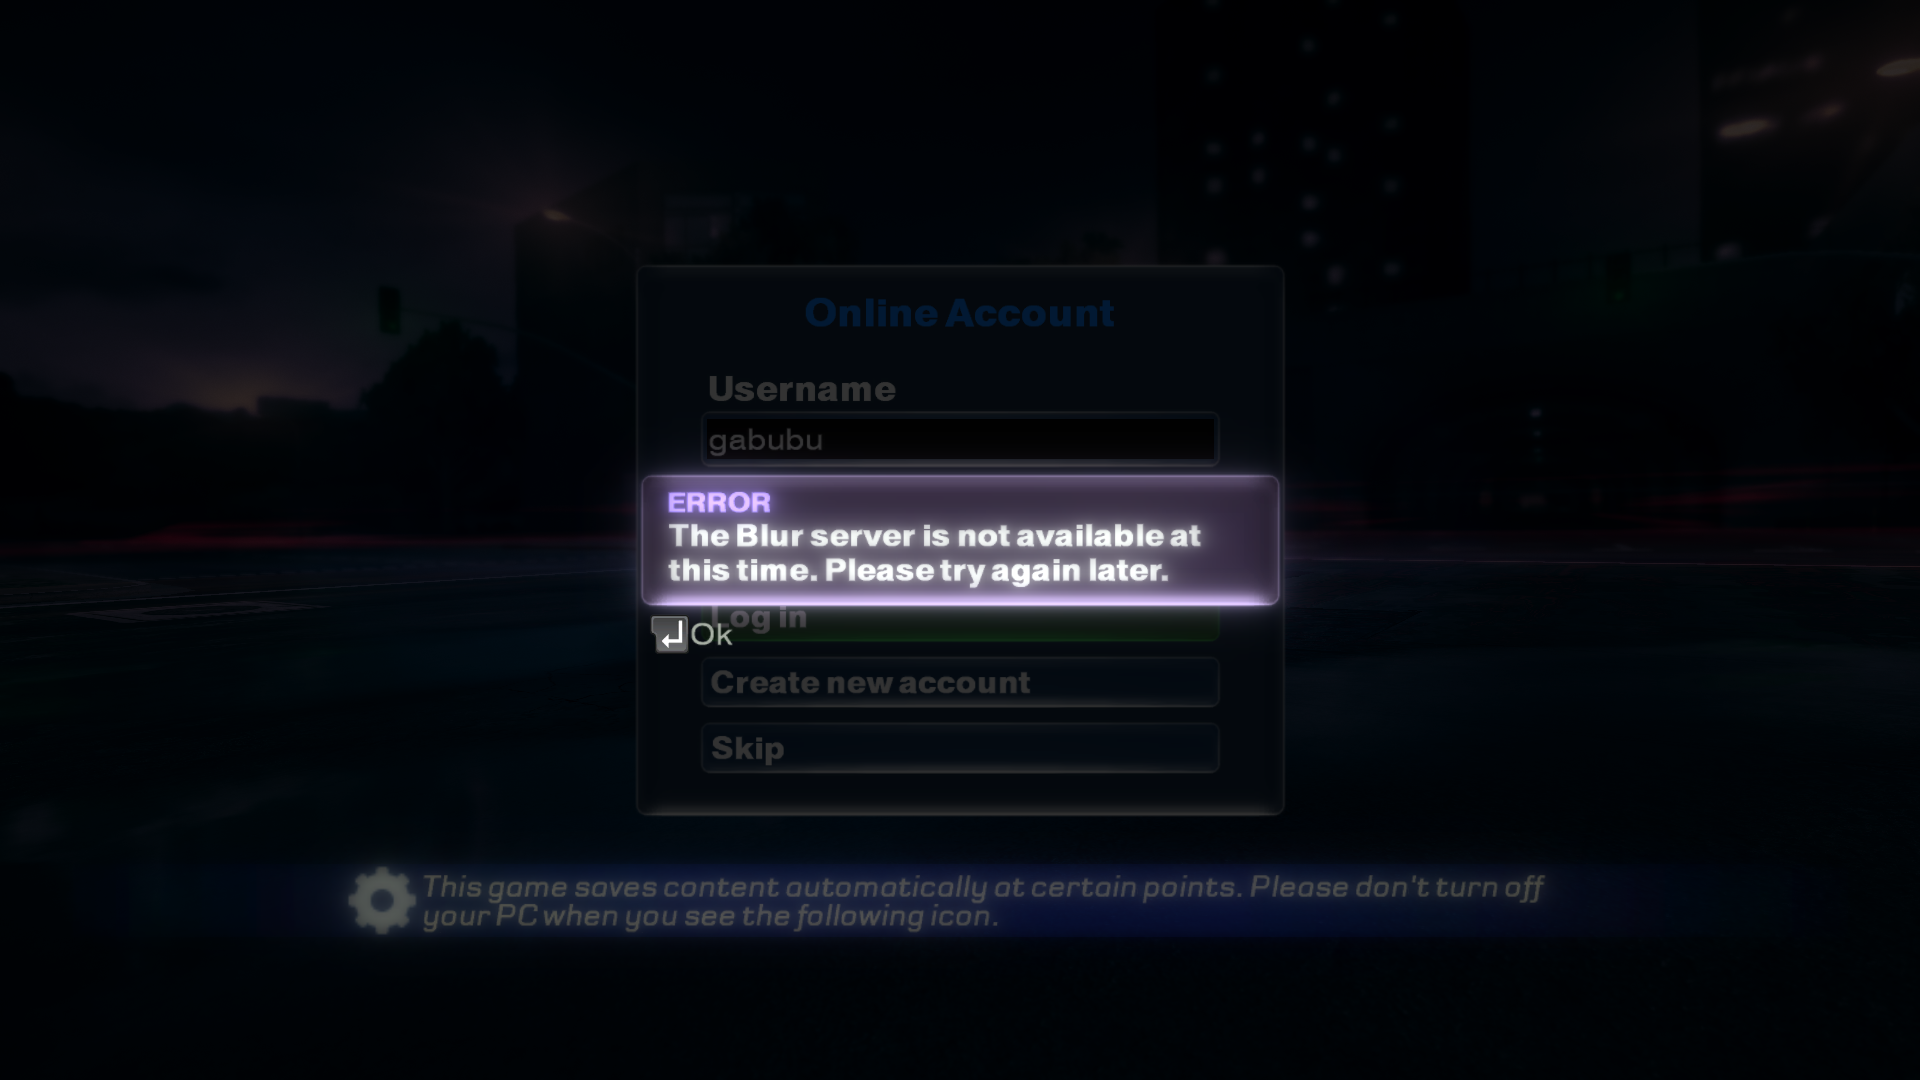 Online Account
Username
gabubu
ERROR
The Blur server is not available at
this time. Please try again later.
Log in
Ok
Create new account
Skip
This game saves content automatically at certain points. Please don't turn off
your PC when you see the following icon.